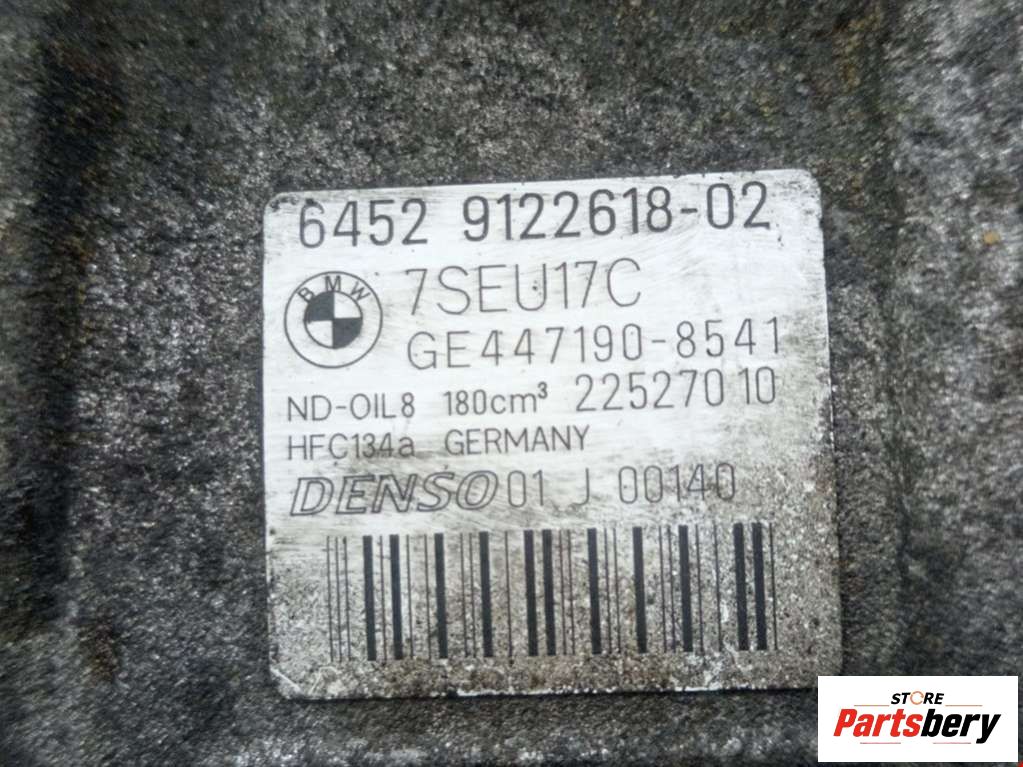 6452 9122618-02
BMW
7SEU17C
GE447190-8541
ND-OIL8 180cm³ 22527010
HFC134a GERMANY
DENSO 01 J 00140
STORE
Partsbery